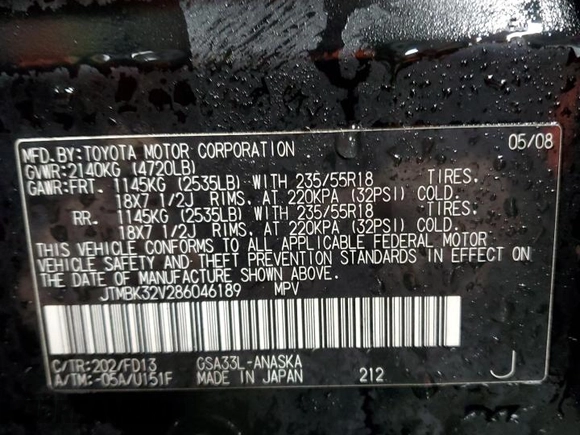 MFD.BY:TOYOTA MOTOR CORPORATION 05/08
GVWR:2140KG (4720LB)
GAWR:FRT. 1145KG (2535LB) WITH 235/55R18 TIRES.
18X7 1/2J RIMS. AT 220KPA (32PSI) COLD.
RR. 1145KG (2535LB) WITH 235/55R18 TIRES.
18X7 1/2J RIMS. AT 220KPA (32PSI) COLD.
THIS VEHICLE CONFORMS TO ALL APPLICABLE FEDERAL MOTOR
VEHICLE SAFETY AND THEFT PREVENTION STANDARDS IN EFFECT ON
THE DATE OF MANUFACTURE SHOWN ABOVE.
JTMBK32V286046189 MPV
C/TR:202/FD13 GSA33L-ANASKA J
A/TM:-05A/U151F MADE IN JAPAN 212